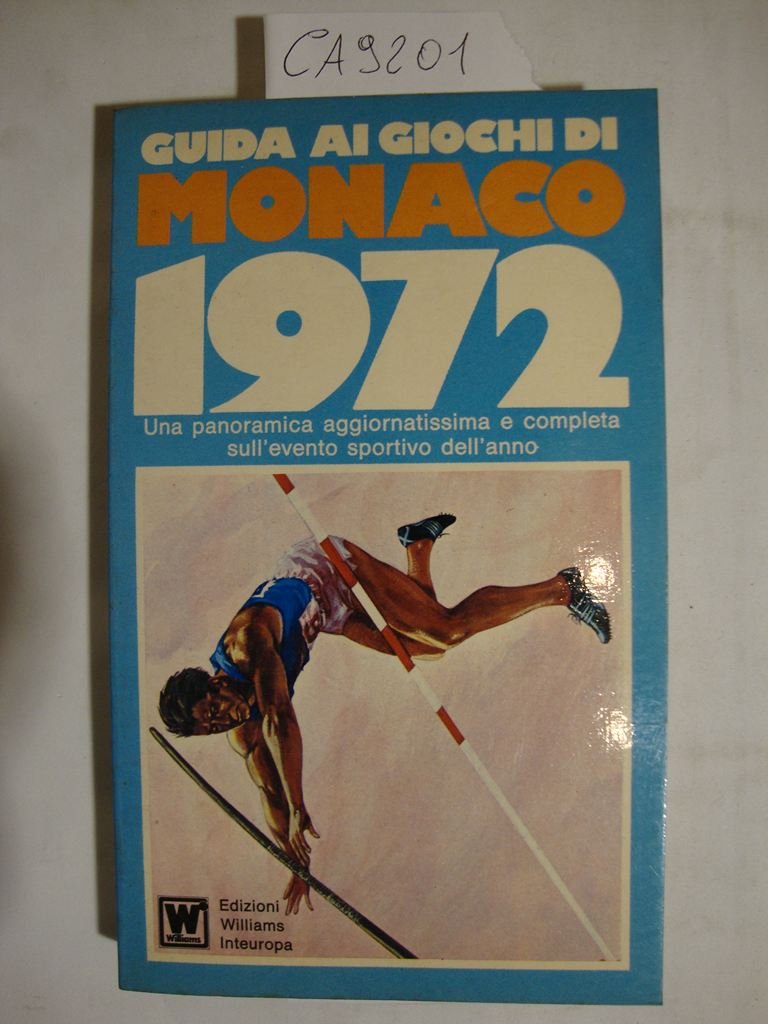 CA9201
GUIDA AI GIOCHI DI
MONACO
1972
Una panoramica aggiornatissima e completa
sull'evento sportivo dell'anno
W
Williams
Edizioni
Williams
Inteuropa